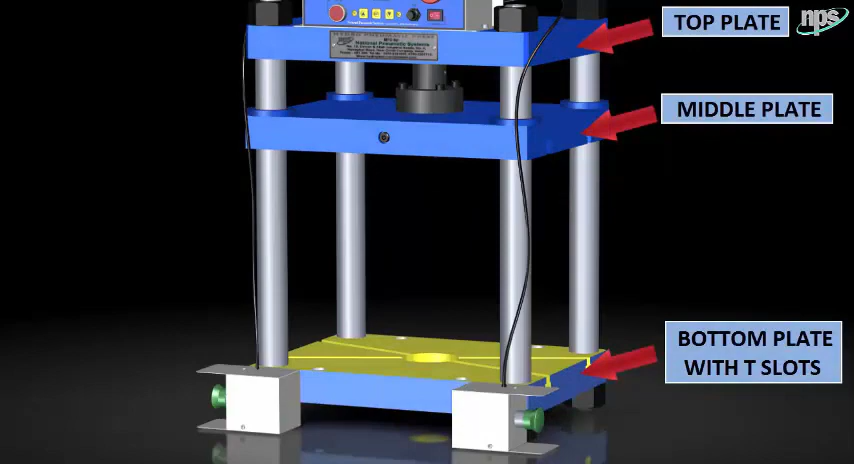 TOP PLATE
nps
National Pneumatic Systems
MIDDLE PLATE
BOTTOM PLATE
WITH T SLOTS